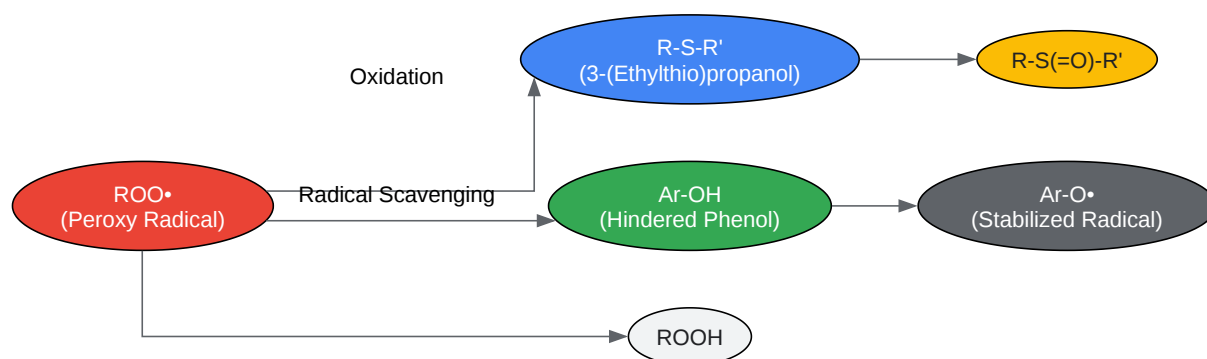 R-S-R'
(3-(Ethylthio)propanol)
R-S(=O)-R'
Oxidation
ROO•
(Peroxy Radical)
Radical Scavenging
Ar-OH
(Hindered Phenol)
Ar-O•
(Stabilized Radical)
ROOH